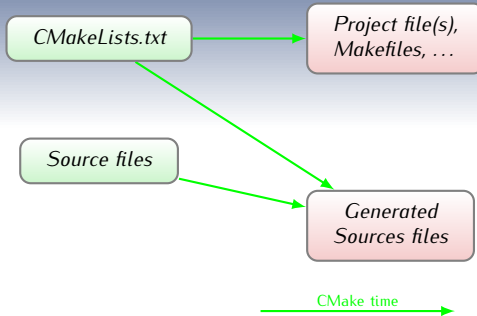 CMakeLists.txt
Project file(s),
Makefiles, ...
Source files
Generated
Sources files
CMake time